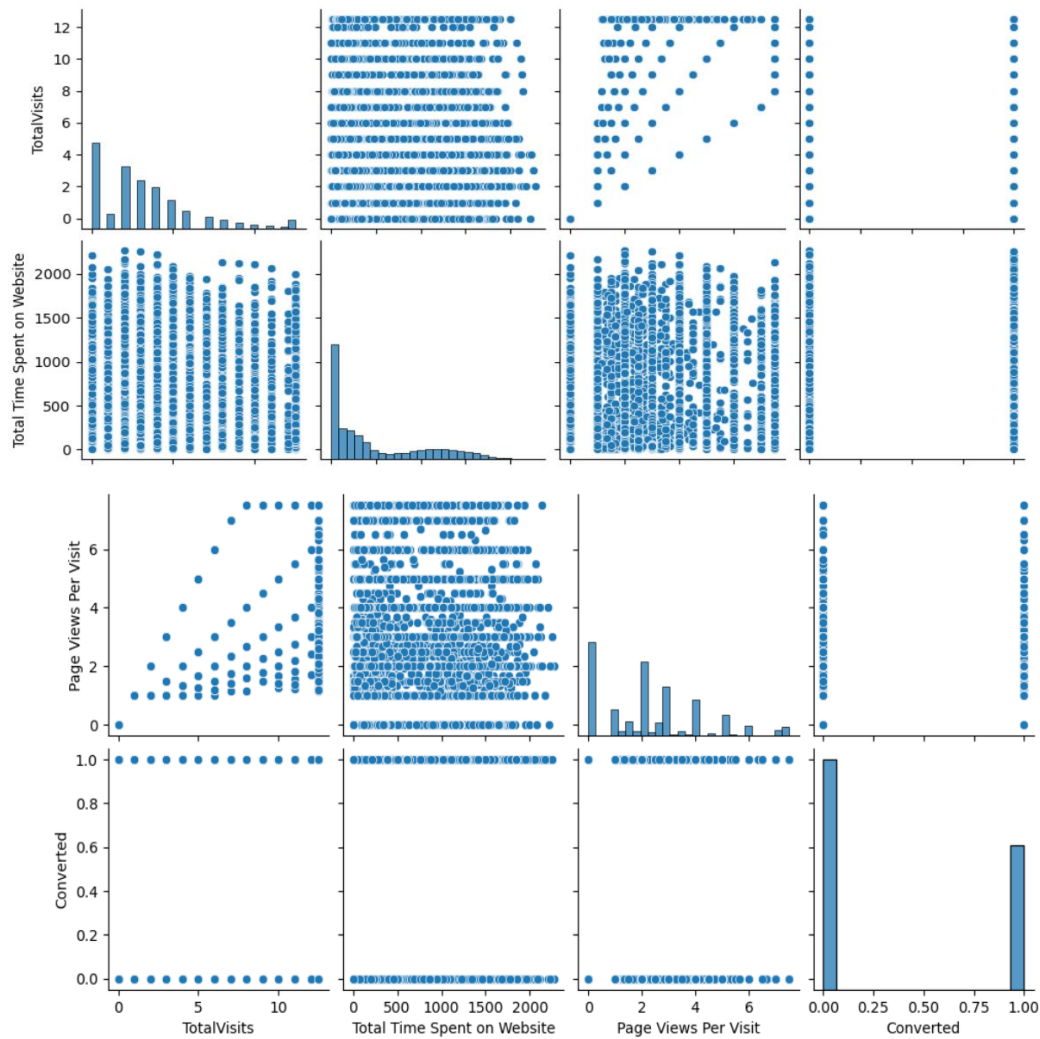 12
10
8
6
4
2
0
TotalVisits
2000
1500
1000
500
0
Total Time Spent on Website
6
4
2
0
Page Views Per Visit
1.0
0.8
0.6
0.4
0.2
0.0
Converted
0 5 10
TotalVisits
0 500 1000 1500 2000
Total Time Spent on Website
0 2 4 6
Page Views Per Visit
0.00 0.25 0.50 0.75 1.00
Converted